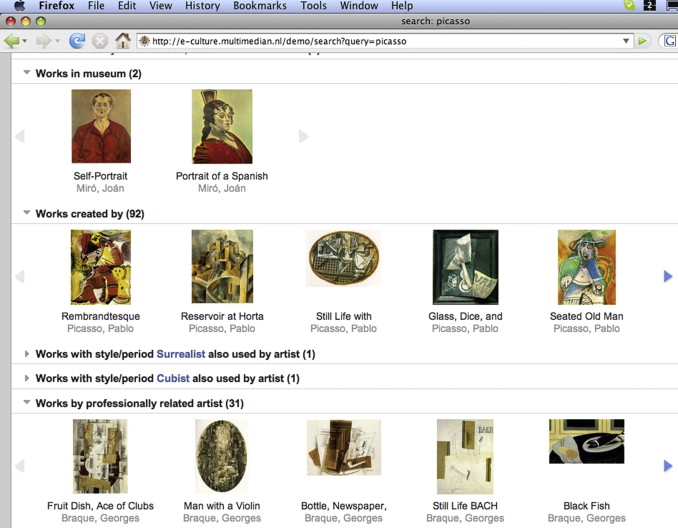 Firefox File Edit View History Bookmarks Tools Window Help 2
search: picasso
http://e-culture.multimedian.nl/demo/search?query=picasso G
Works in museum (2)
Self-Portrait Portrait of a Spanish
Miró, Joán Miró, Joán
Works created by (92)
Rembrandtesque Reservoir at Horta Still Life with Glass, Dice, and Seated Old Man
Picasso, Pablo Picasso, Pablo Picasso, Pablo Picasso, Pablo Picasso, Pablo
Works with style/period Surrealist also used by artist (1)
Works with style/period Cubist also used by artist (1)
Works by professionally related artist (31)
BACH
Fruit Dish, Ace of Clubs Man with a Violin Bottle, Newspaper, Still Life BACH Black Fish
Braque, Georges Braque, Georges Braque, Georges Braque, Georges Braque, Georges